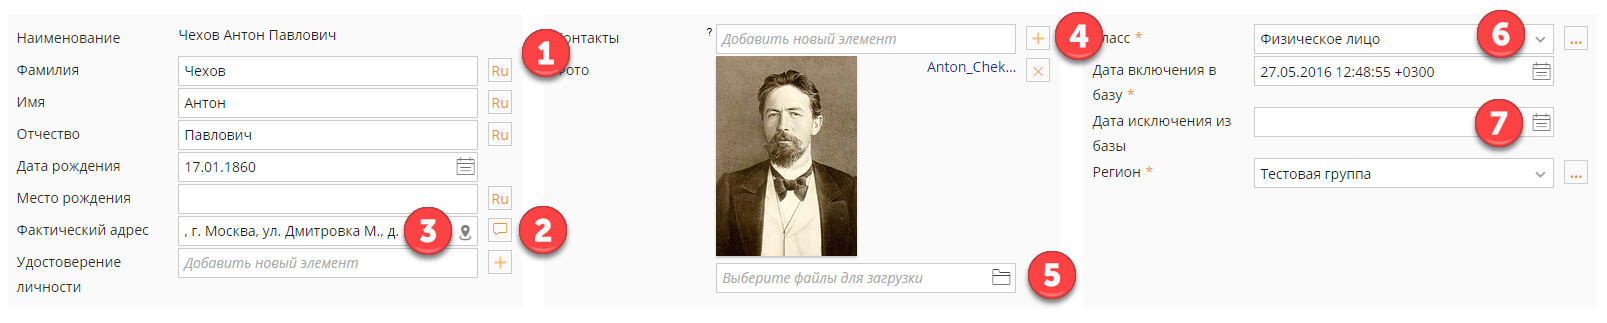 Наименование
Чехов Антон Павлович
Фамилия
Чехов
Ru
1
Имя
Антон
Ru
Отчество
Павлович
Ru
Дата рождения
17.01.1860
Место рождения
Ru
Фактический адрес
, г. Москва, ул. Дмитровка М., д.
3
2
Удостоверение
личности
Добавить новый элемент
+
онтакты
?
Добавить новый элемент
+
4
ото
Anton_Chek...
×
Выберите файлы для загрузки
5
ласс *
Физическое лицо
6
...
Дата включения в
базу *
27.05.2016 12:48:55 +0300
Дата исключения из
базы
7
Регион *
Тестовая группа
...